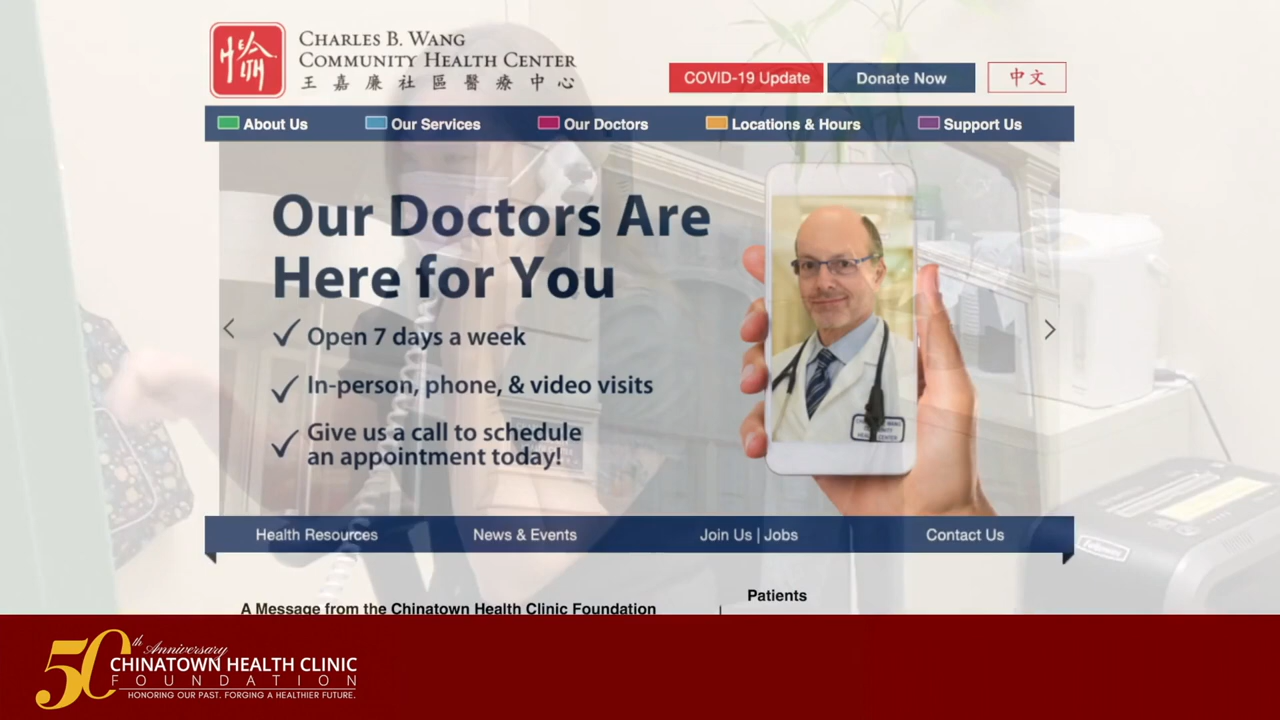 CHARLES B. WANG
COMMUNITY HEALTH CENTER
王嘉廉社區醫療中心
COVID-19 Update
Donate Now
中文
About Us
Our Services
Our Doctors
Locations & Hours
Support Us
Our Doctors Are
Here for You
Open 7 days a week
In-person, phone, & video visits
Give us a call to schedule
an appointment today!
Health Resources
News & Events
Join Us | Jobs
Contact Us
A Message from the Chinatown Health Clinic Foundation
Patients
Fellowes
50th Anniversary
CHINATOWN HEALTH CLINIC
FOUNDATION
HONORING OUR PAST. FORGING A HEALTHIER FUTURE.